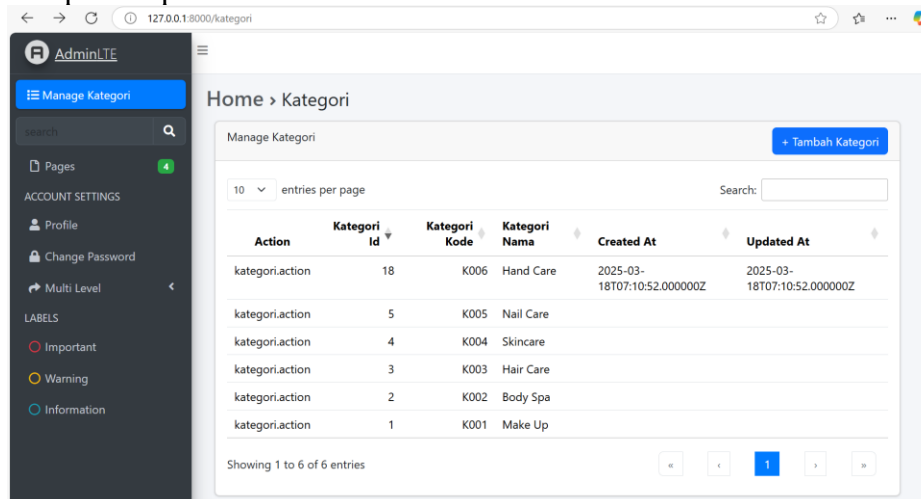 127.0.0.1:8000/kategori
AdminLTE
Manage Kategori
search
Pages 4
ACCOUNT SETTINGS
Profile
Change Password
Multi Level
LABELS
Important
Warning
Information
Home › Kategori
Manage Kategori
+ Tambah Kategori
10 entries per page
Search:
Action Kategori Id Kategori Kode Kategori Nama Created At Updated At
kategori.action 18 K006 Hand Care 2025-03-18T07:10:52.000000Z 2025-03-18T07:10:52.000000Z
kategori.action 5 K005 Nail Care
kategori.action 4 K004 Skincare
kategori.action 3 K003 Hair Care
kategori.action 2 K002 Body Spa
kategori.action 1 K001 Make Up
Showing 1 to 6 of 6 entries
« ‹ 1 › »